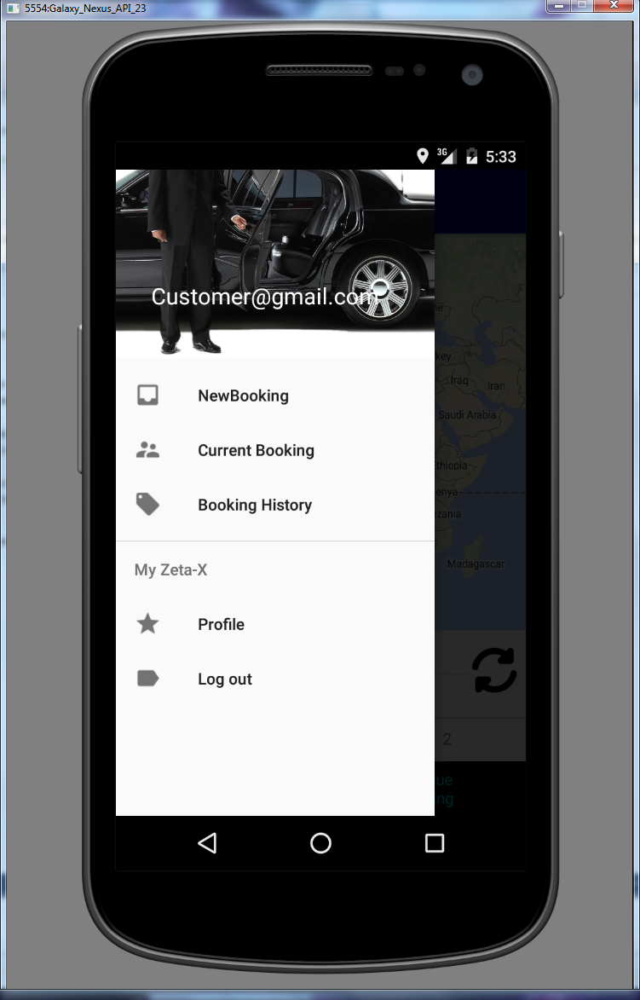 5554:Galaxy_Nexus_API_23
3G
5:33
Customer@gmail.com
NewBooking
Current Booking
Booking History
My Zeta-X
Profile
Log out
key
Iraq
Iran
Saudi Arabia
thiopia
enya
zania
Madagascar
2
ue
ng